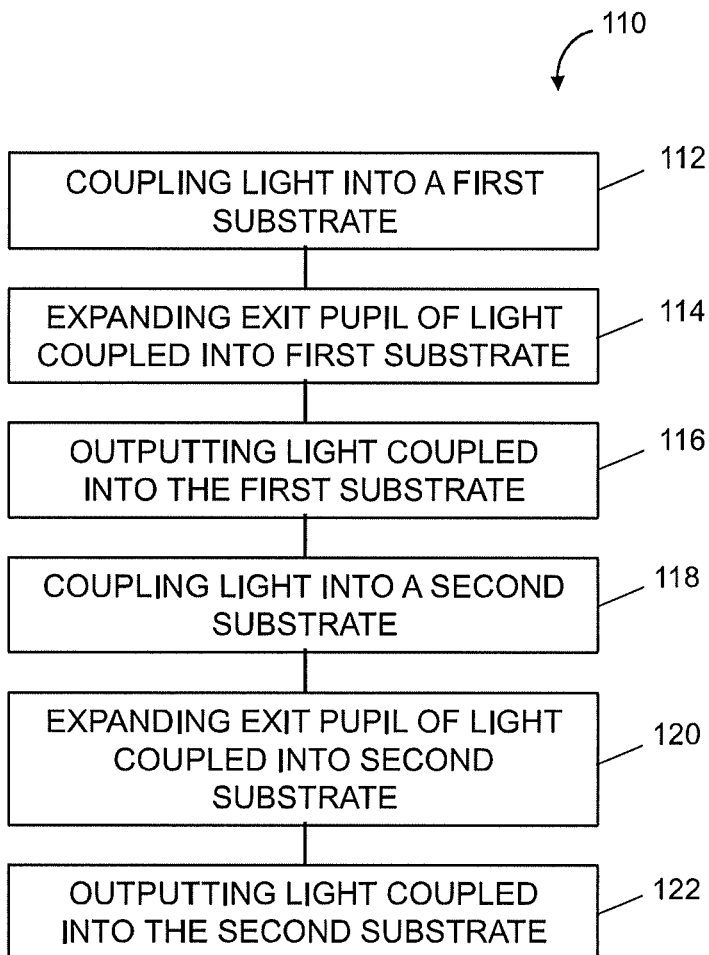 110
COUPLING LIGHT INTO A FIRST
SUBSTRATE
112
EXPANDING EXIT PUPIL OF LIGHT
COUPLED INTO FIRST SUBSTRATE
114
OUTPUTTING LIGHT COUPLED
INTO THE FIRST SUBSTRATE
116
COUPLING LIGHT INTO A SECOND
SUBSTRATE
118
EXPANDING EXIT PUPIL OF LIGHT
COUPLED INTO SECOND
SUBSTRATE
120
OUTPUTTING LIGHT COUPLED
INTO THE SECOND SUBSTRATE
122